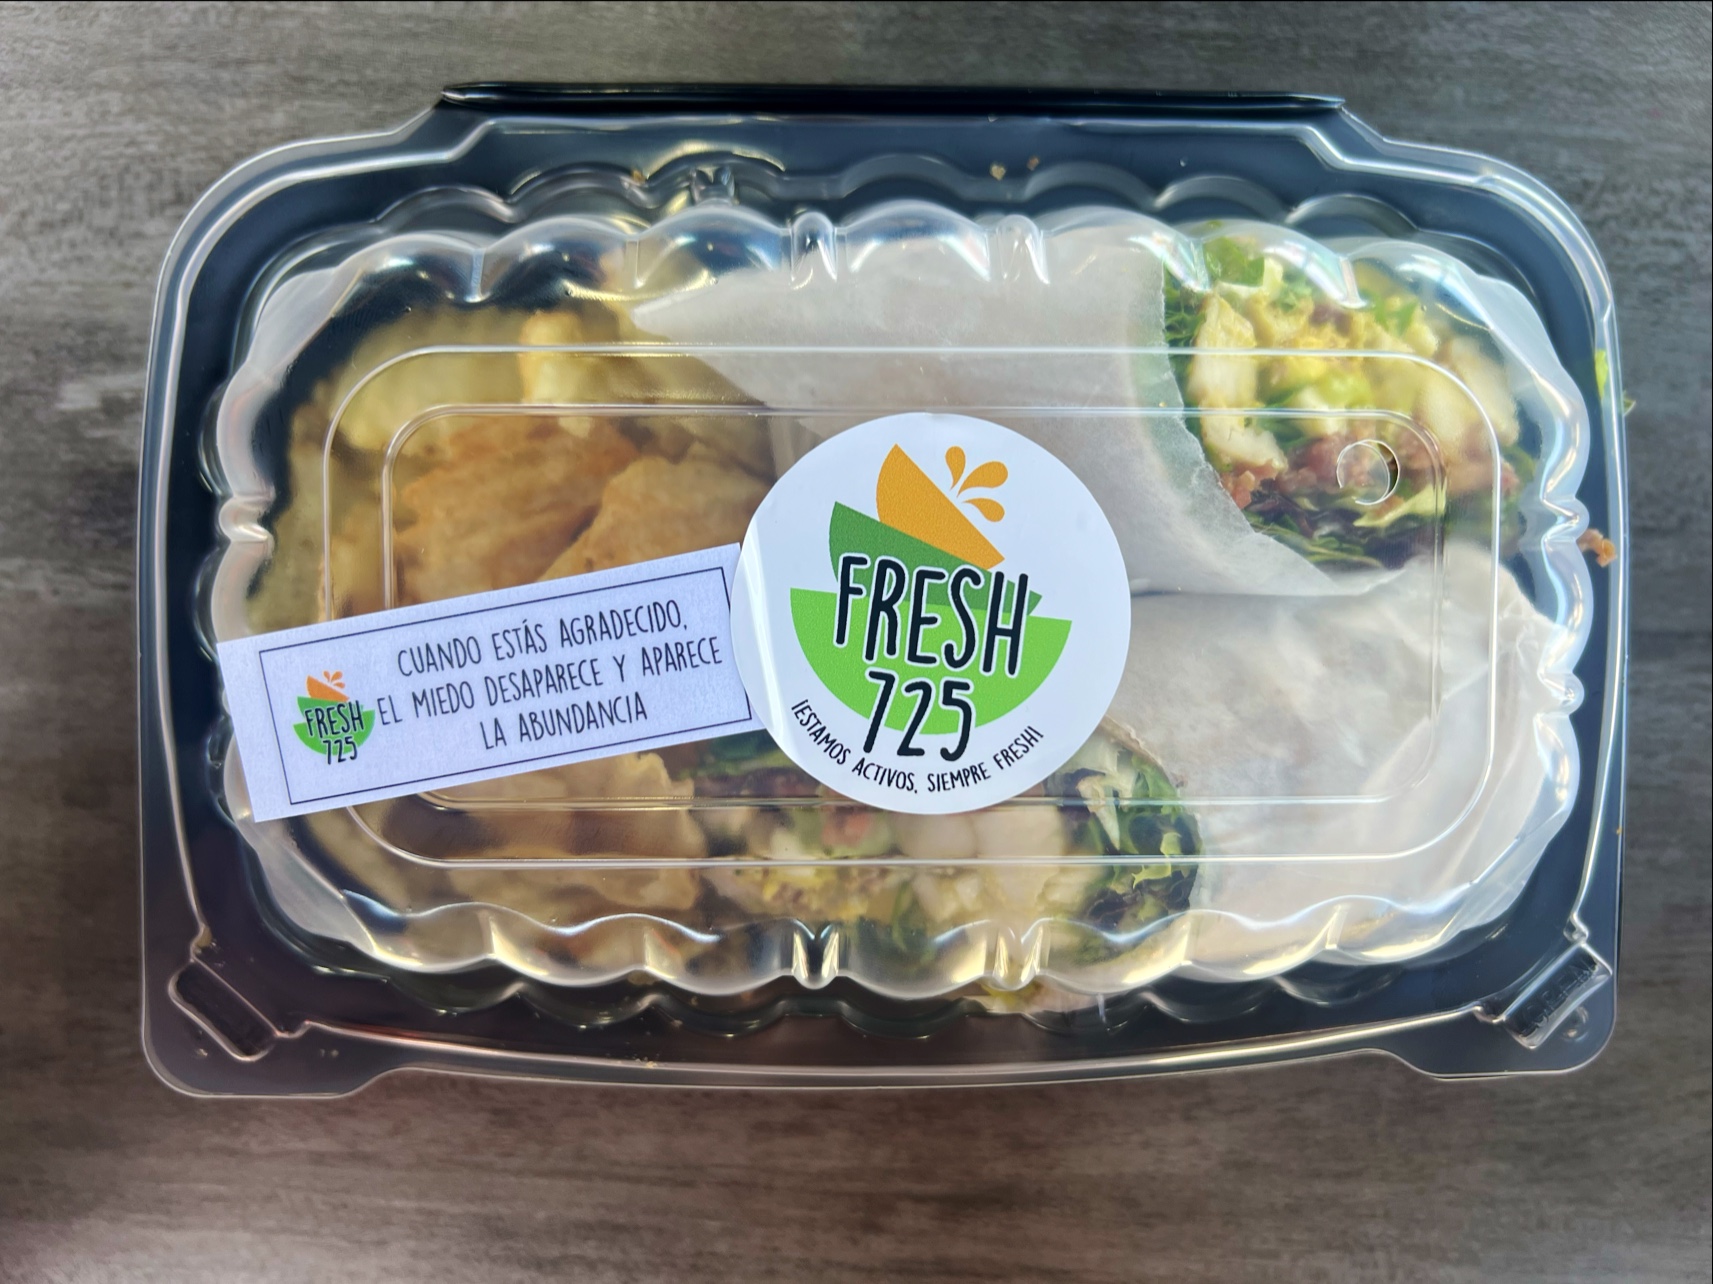 CUANDO ESTÁS AGRADECIDO,
EL MIEDO DESAPARECE Y APARECE
LA ABUNDANCIA
FRESH
725
FRESH
725
¡ESTAMOS ACTIVOS, SIEMPRE FRESH!